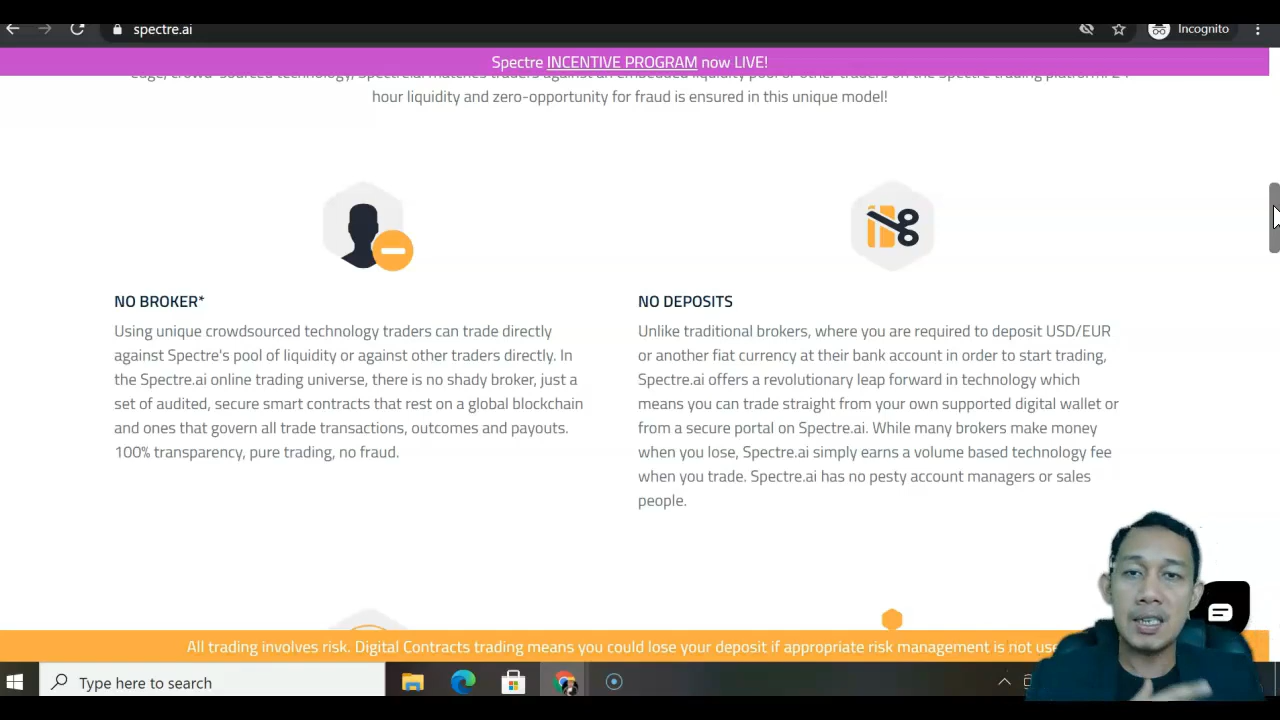 spectre.ai
Incognito
Spectre INCENTIVE PROGRAM now LIVE!
hour liquidity and zero-opportunity for fraud is ensured in this unique model!
NO BROKER*
Using unique crowdsourced technology traders can trade directly
against Spectre's pool of liquidity or against other traders directly. In
the Spectre.ai online trading universe, there is no shady broker, just a
set of audited, secure smart contracts that rest on a global blockchain
and ones that govern all trade transactions, outcomes and payouts.
100% transparency, pure trading, no fraud.
NO DEPOSITS
Unlike traditional brokers, where you are required to deposit USD/EUR
or another fiat currency at their bank account in order to start trading,
Spectre.ai offers a revolutionary leap forward in technology which
means you can trade straight from your own supported digital wallet or
from a secure portal on Spectre.ai. While many brokers make money
when you lose, Spectre.ai simply earns a volume based technology fee
when you trade. Spectre.ai has no pesty account managers or sales
people.
All trading involves risk. Digital Contracts trading means you could lose your deposit if appropriate risk management is not
Type here to search